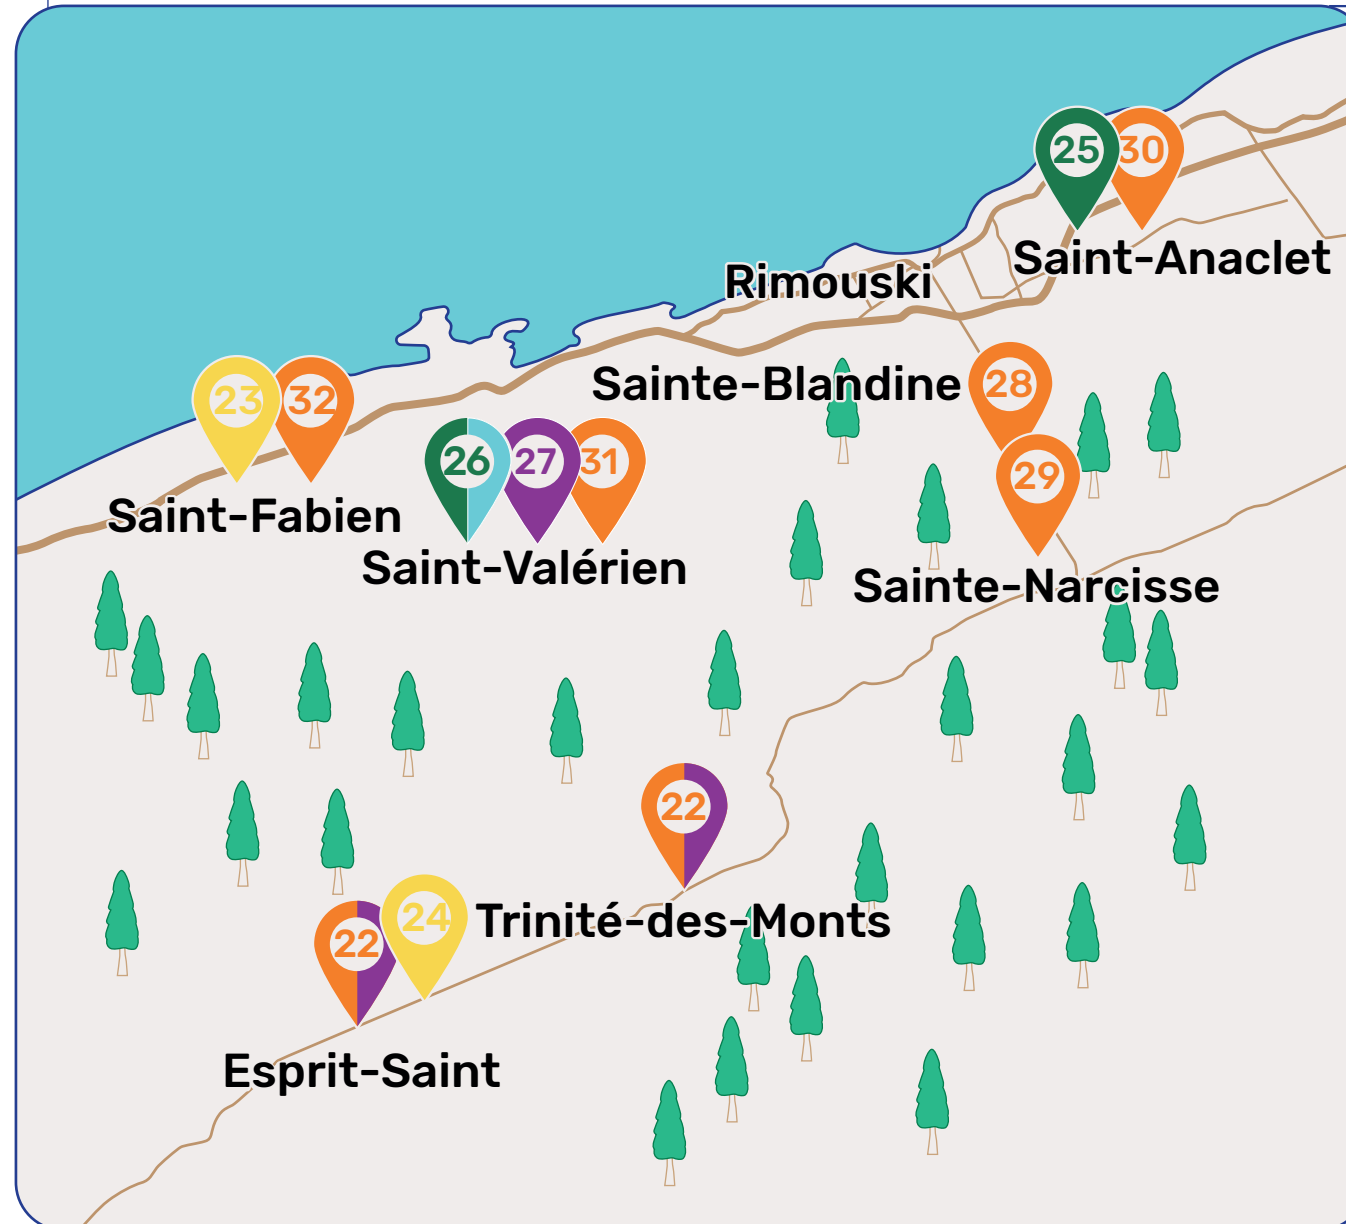 25
30
Saint-Anaclet
Rimouski
Sainte-Blandine
28
23
32
26
27
31
29
Saint-Fabien
Saint-Valérien
Sainte-Narcisse
22
22
24
Trinité-des-Monts
Esprit-Saint